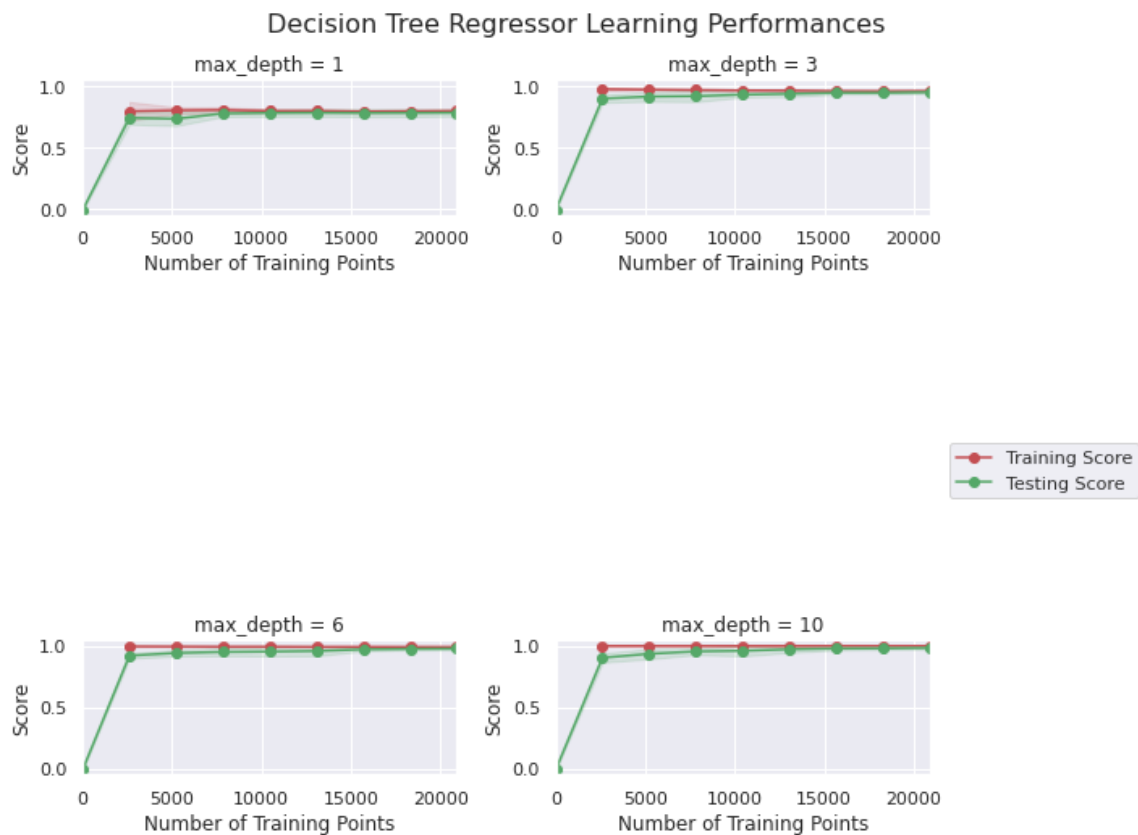 Decision Tree Regressor Learning Performances
max_depth = 1
1.0
0.5
0.0
Score
0 5000 10000 15000 20000
Number of Training Points
max_depth = 3
1.0
0.5
0.0
Score
0 5000 10000 15000 20000
Number of Training Points
Training Score
Testing Score
max_depth = 6
1.0
0.5
0.0
Score
0 5000 10000 15000 20000
Number of Training Points
max_depth = 10
1.0
0.5
0.0
Score
0 5000 10000 15000 20000
Number of Training Points